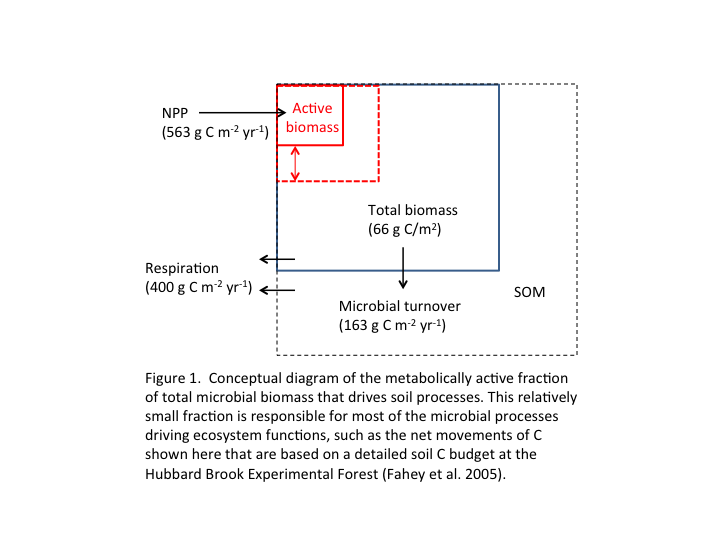 NPP
(563 g C m-2 yr-1)
Active
biomass
Total biomass
(66 g C/m2)
Respiration
(400 g C m-2 yr-1)
Microbial turnover
(163 g C m-2 yr-1)
SOM
Figure 1.  Conceptual diagram of the metabolically active fraction
of total microbial biomass that drives soil processes. This relatively
small fraction is responsible for most of the microbial processes
driving ecosystem functions, such as the net movements of C
shown here that are based on a detailed soil C budget at the
Hubbard Brook Experimental Forest (Fahey et al. 2005).